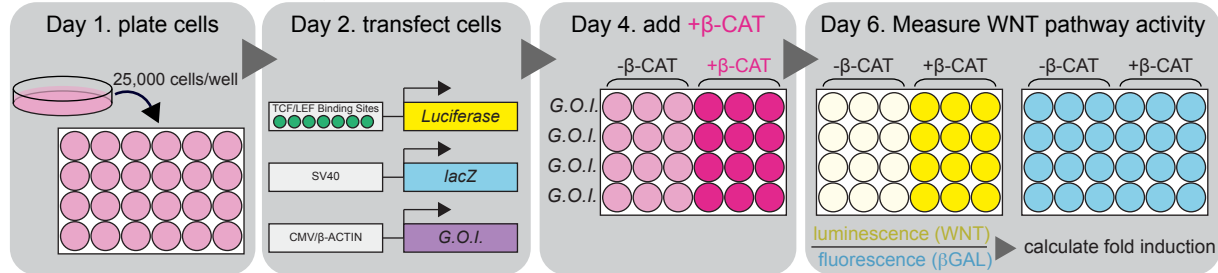 Day 1. plate cells
25,000 cells/well
Day 2. transfect cells
TCF/LEF Binding Sites
Luciferase
SV40
lacZ
CMV/β-ACTIN
G.O.I.
Day 4. add +β-CAT
-β-CAT +β-CAT
G.O.I.
G.O.I.
G.O.I.
G.O.I.
Day 6. Measure WNT pathway activity
-β-CAT +β-CAT -β-CAT +β-CAT
luminescence (WNT)
fluorescence (βGAL)
calculate fold induction